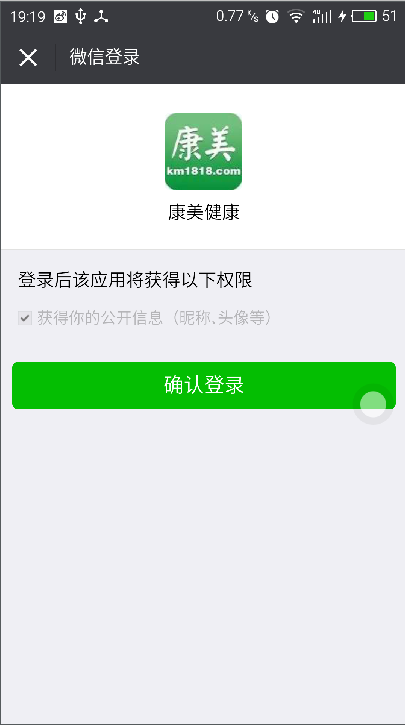 19:19 0.77 K/s 4G 51
微信登录
康美
km1818.com
康美健康
登录后该应用将获得以下权限
获得你的公开信息（昵称,头像等）
确认登录